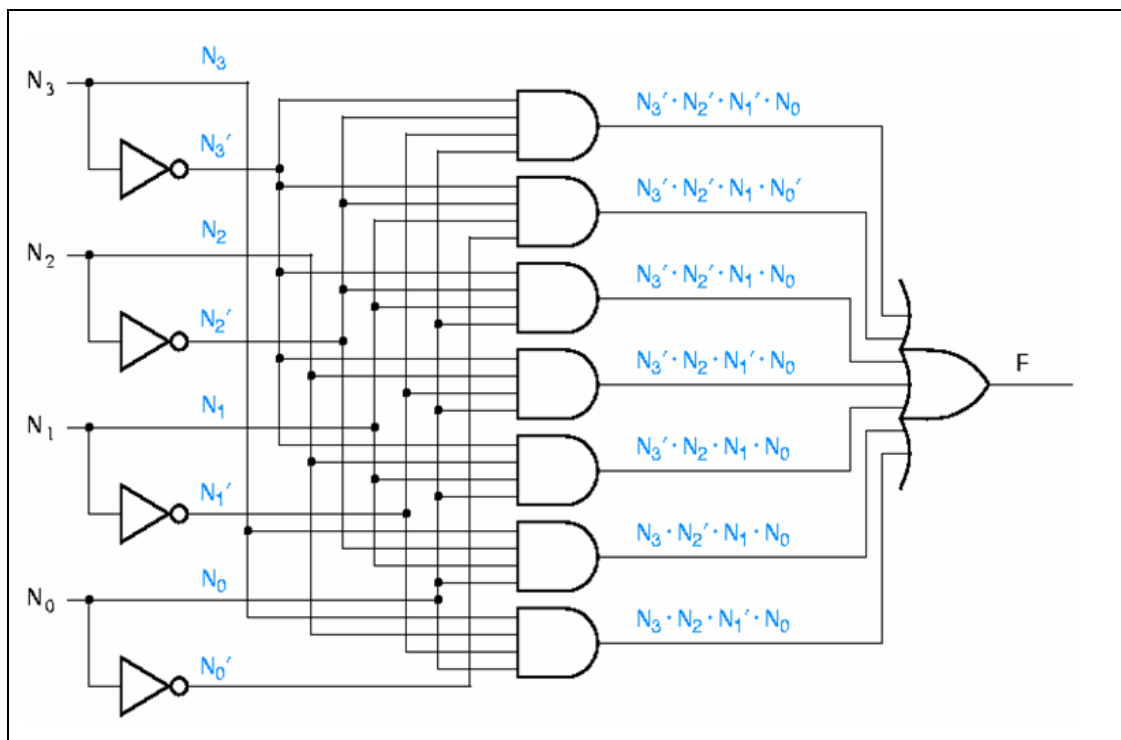 N₃
N₃
N₃′
N₂
N₂
N₂′
N₁
N₁
N₁′
N₀
N₀
N₀′
N₃′ · N₂′ · N₁′ · N₀
N₃′ · N₂′ · N₁ · N₀′
N₃′ · N₂′ · N₁ · N₀
N₃′ · N₂ · N₁′ · N₀
N₃′ · N₂ · N₁ · N₀
N₃ · N₂′ · N₁ · N₀
N₃ · N₂ · N₁′ · N₀
F